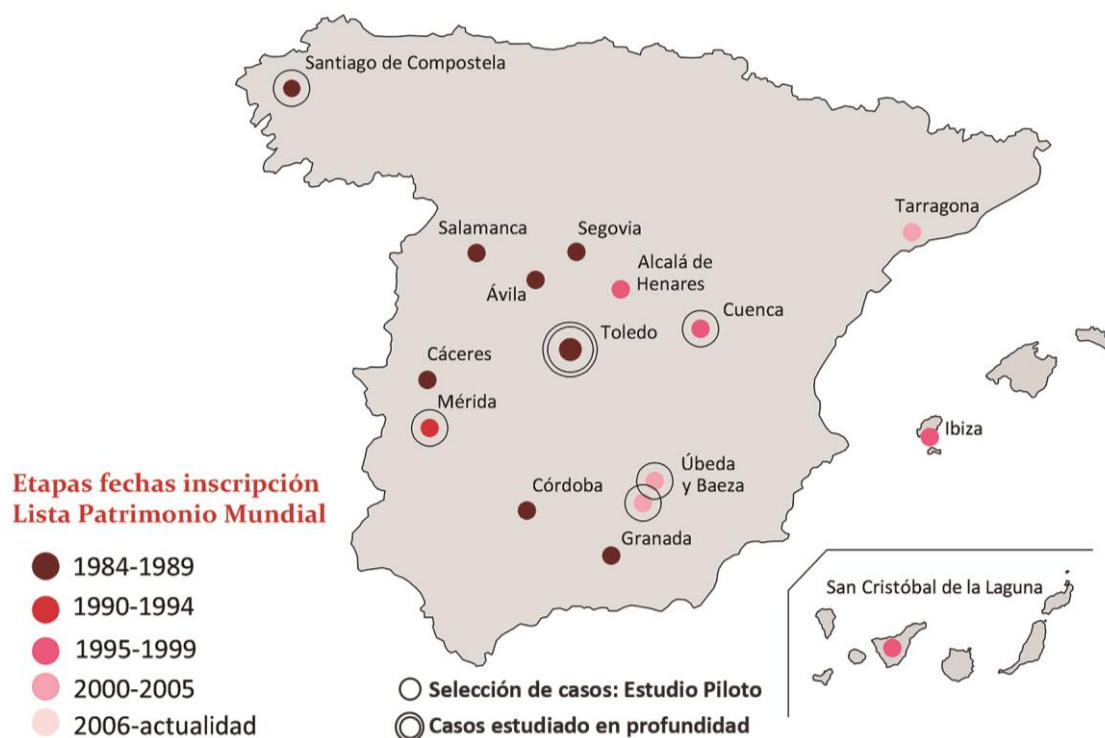 Santiago de Compostela
Tarragona
Salamanca
Segovia
Alcalá de
Henares
Ávila
Cuenca
Toledo
Cáceres
Mérida
Ibiza
Úbeda
y Baeza
Córdoba
Granada
Etapas fechas inscripción
Lista Patrimonio Mundial
1984-1989
1990-1994
1995-1999
2000-2005
2006-actualidad
San Cristóbal de la Laguna
Selección de casos: Estudio Piloto
Casos estudiado en profundidad